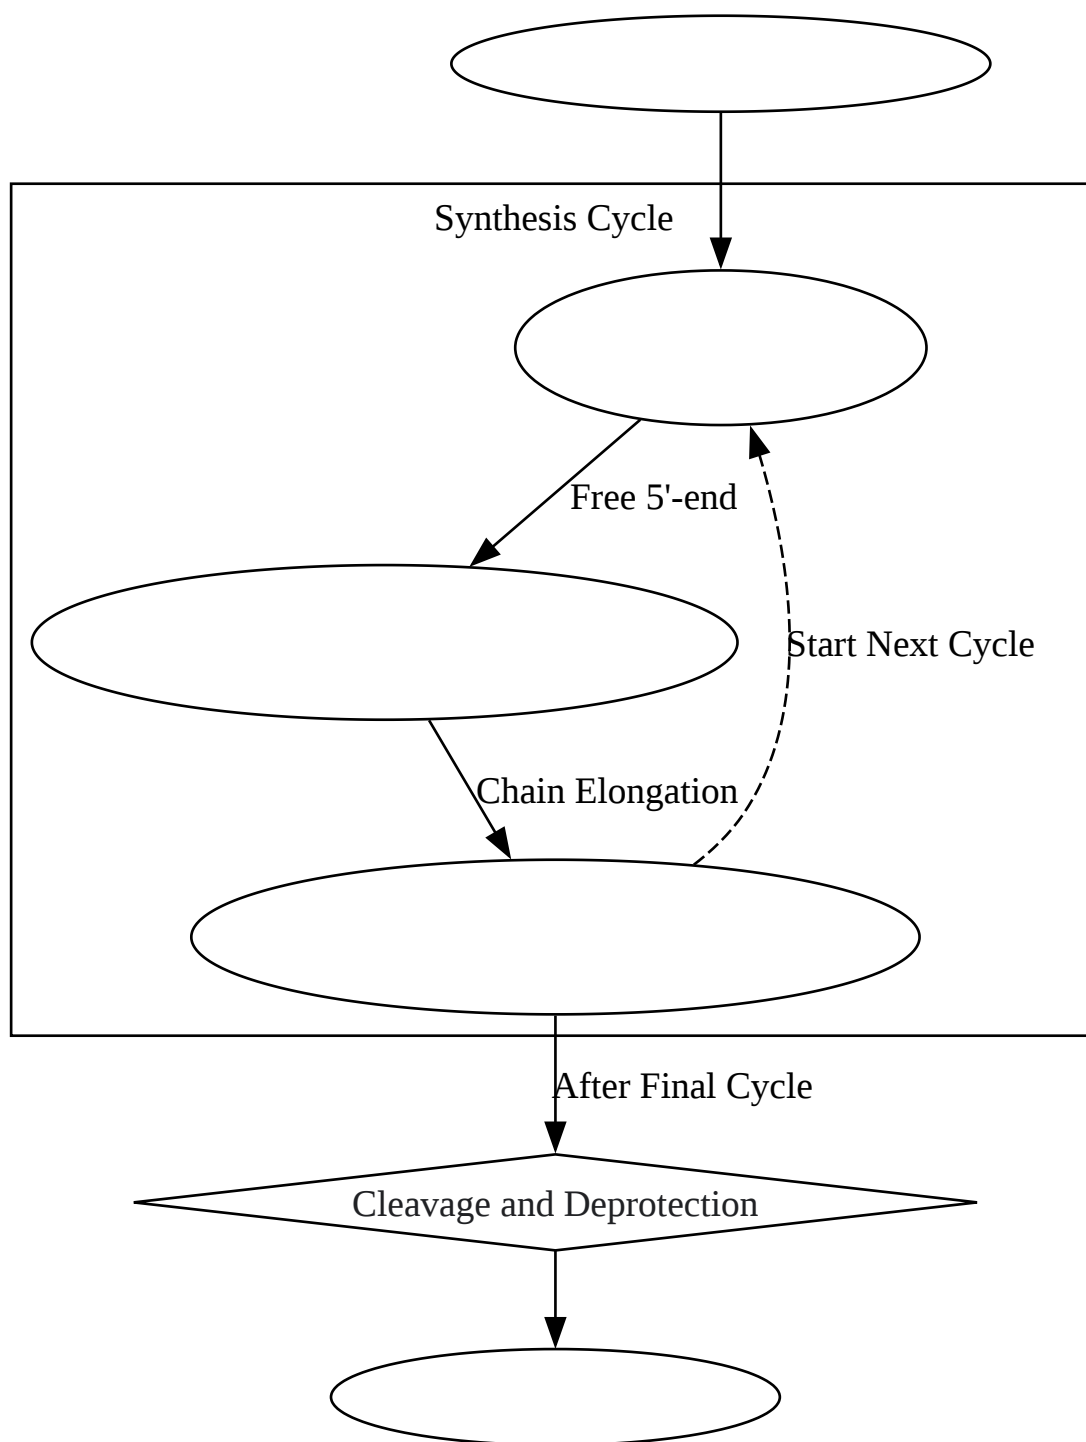 Synthesis Cycle
Free 5'-end
Start Next Cycle
Chain Elongation
After Final Cycle
Cleavage and Deprotection